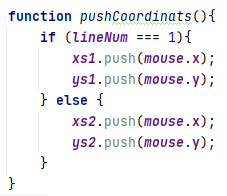 function pushCoordinats(){
    if (lineNum === 1){
        xs1.push(mouse.x);
        ys1.push(mouse.y);
    } else {
        xs2.push(mouse.x);
        ys2.push(mouse.y);
    }
}